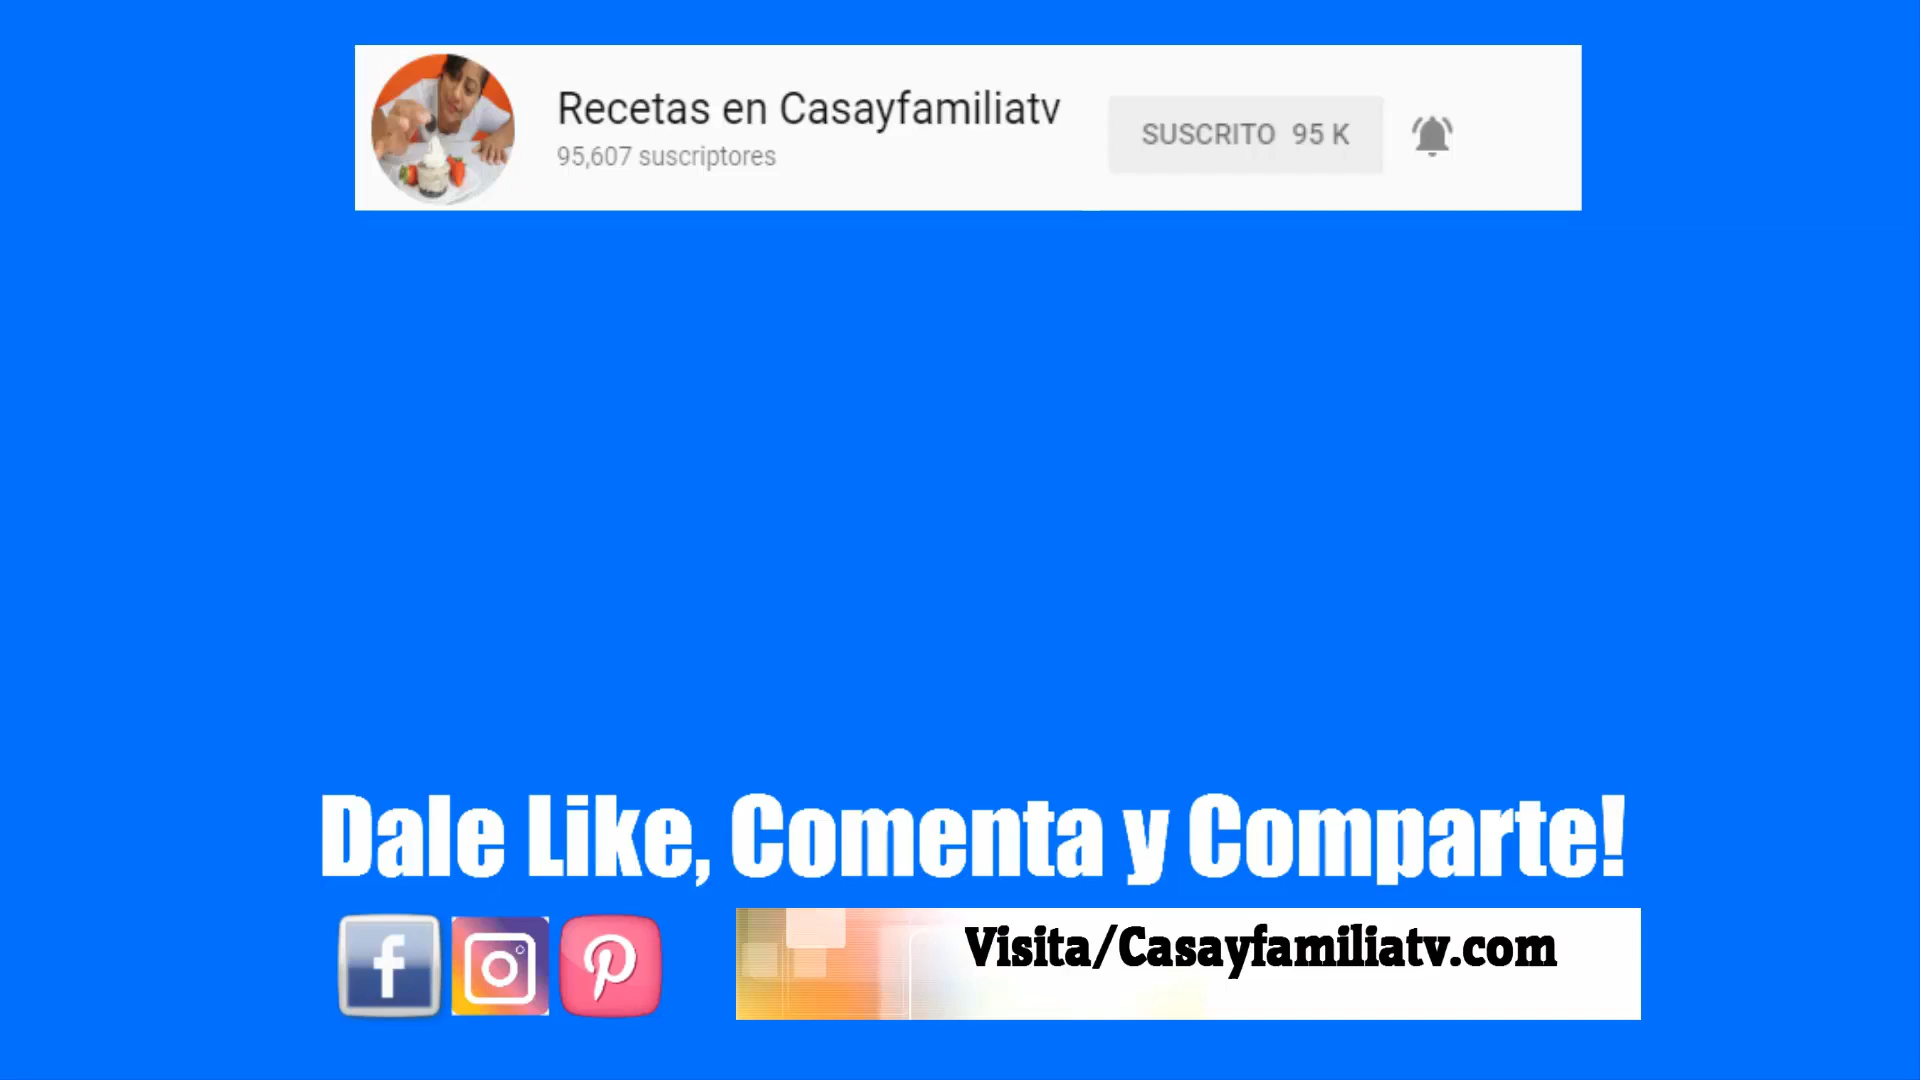 Recetas en Casayfamiliatv
95,607 suscriptores
SUSCRITO 95 K
Dale Like, Comenta y Comparte!
Visita/Casayfamiliatv.com